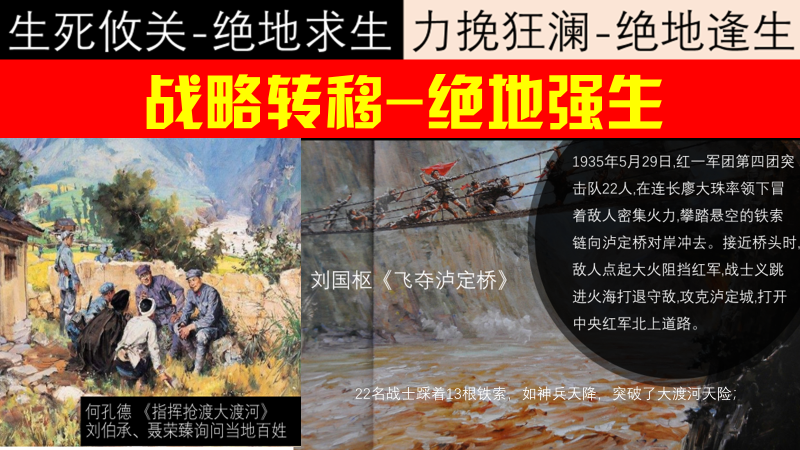 生死攸关-绝地求生
力挽狂澜-绝地逢生
战略转移-绝地强生
1935年5月29日,红一军团第四团突
击队22人,在连长廖大珠率领下冒
着敌人密集火力,攀踏悬空的铁索
链向泸定桥对岸冲去。接近桥头时,
敌人点起大火阻挡红军,战士义跳
进火海打退守敌,攻克泸定城,打开
中央红军北上道路。
刘国枢《飞夺泸定桥》
22名战士踩着13根铁索，如神兵天降，突破了大渡河天险;
何孔德 《指挥抢渡大渡河》
刘伯承、聂荣臻询问当地百姓